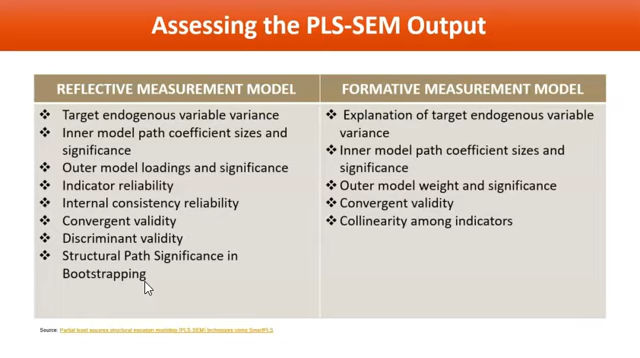 Assessing the PLS-SEM Output
REFLECTIVE MEASUREMENT MODEL
❖ Target endogenous variable variance
❖ Inner model path coefficient sizes and
significance
❖ Outer model loadings and significance
❖ Indicator reliability
❖ Internal consistency reliability
❖ Convergent validity
❖ Discriminant validity
❖ Structural Path Significance in
Bootstrapping
FORMATIVE MEASUREMENT MODEL
❖ Explanation of target endogenous variable
variance
❖ Inner model path coefficient sizes and
significance
❖ Outer model weight and significance
❖ Convergent validity
❖ Collinearity among indicators
Source: Partial least squares structural equation modeling (PLS-SEM) techniques using SmartPLS